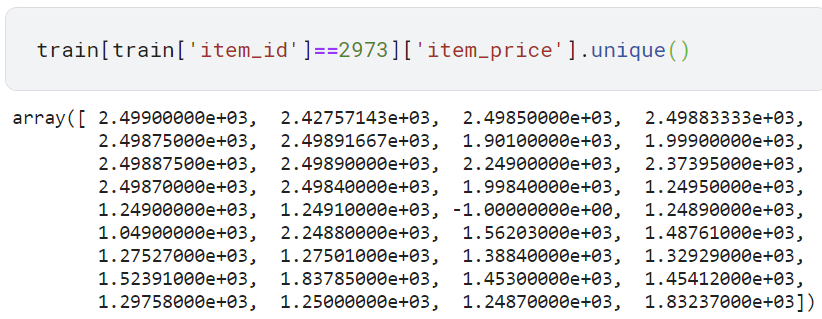 train[train['item_id']==2973]['item_price'].unique()
array([ 2.49900000e+03,  2.42757143e+03,  2.49850000e+03,  2.49883333e+03,
2.49875000e+03,  2.49891667e+03,  1.90100000e+03,  1.99900000e+03,
2.49887500e+03,  2.49890000e+03,  2.24900000e+03,  2.37395000e+03,
2.49870000e+03,  2.49840000e+03,  1.99840000e+03,  1.24950000e+03,
1.24900000e+03,  1.24910000e+03, -1.00000000e+00,  1.24890000e+03,
1.04900000e+03,  2.24880000e+03,  1.56203000e+03,  1.48761000e+03,
1.27527000e+03,  1.27501000e+03,  1.38840000e+03,  1.32929000e+03,
1.52391000e+03,  1.83785000e+03,  1.45300000e+03,  1.45412000e+03,
1.29758000e+03,  1.25000000e+03,  1.24870000e+03,  1.83237000e+03])